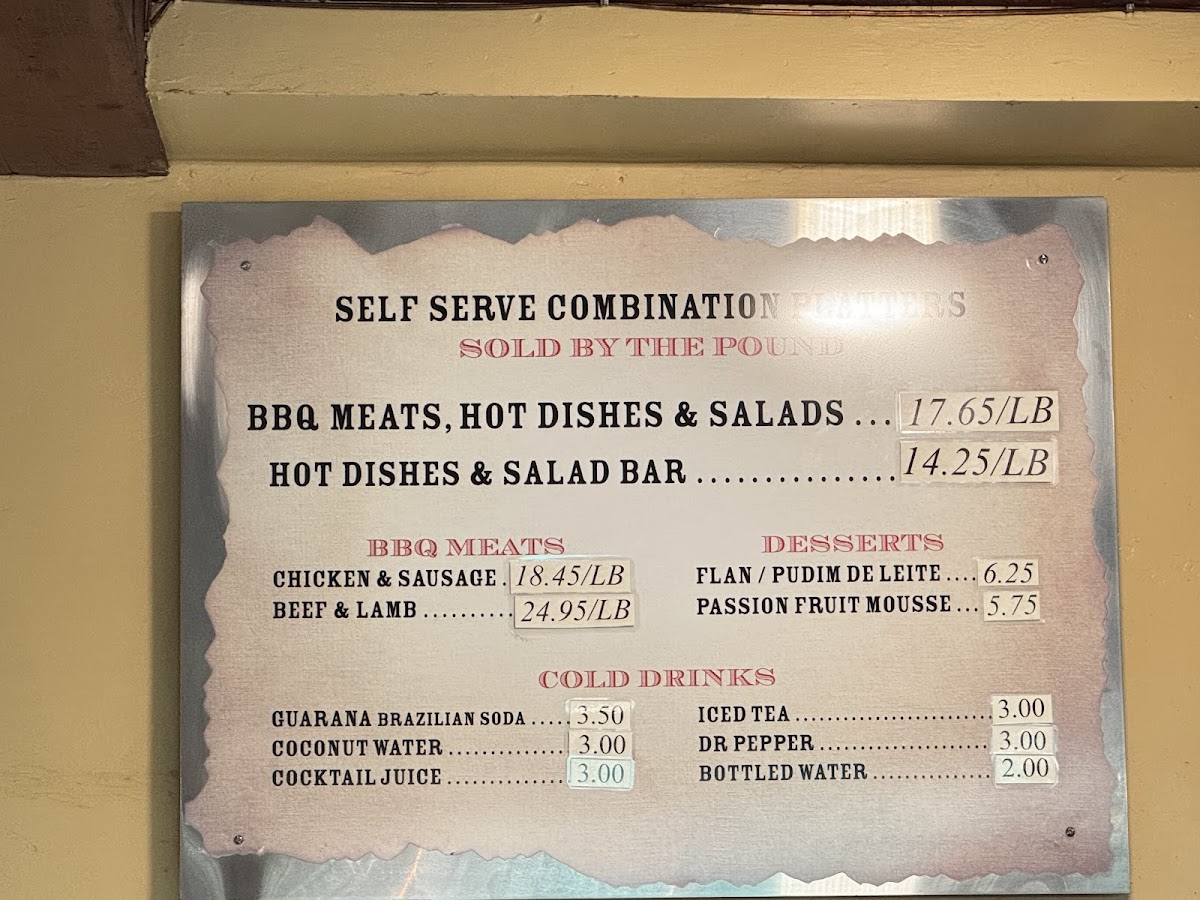 SELF SERVE COMBINATION PLATTERS
SOLD BY THE POUND
BBQ MEATS, HOT DISHES & SALADS ... 17.65/LB
HOT DISHES & SALAD BAR ............... 14.25/LB
BBQ MEATS
CHICKEN & SAUSAGE . 18.45/LB
BEEF & LAMB .......... 24.95/LB
DESSERTS
FLAN / PUDIM DE LEITE .... 6.25
PASSION FRUIT MOUSSE ... 5.75
COLD DRINKS
GUARANA BRAZILIAN SODA ..... 3.50
COCONUT WATER ............. 3.00
COCKTAIL JUICE ............. 3.00
ICED TEA ......................... 3.00
DR PEPPER ...................... 3.00
BOTTLED WATER ............... 2.00